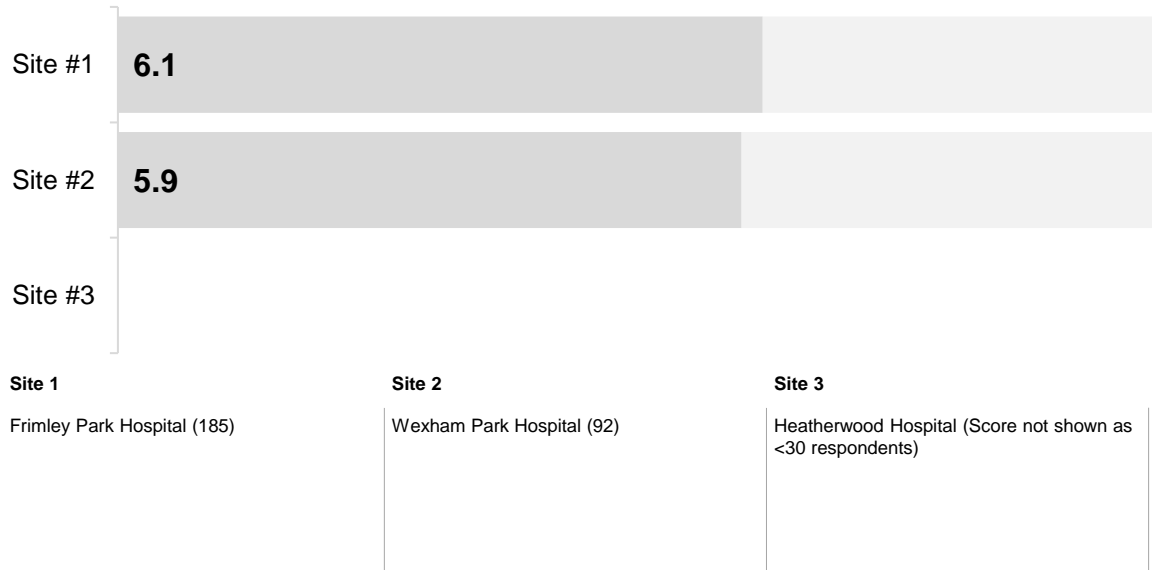 Site #1
6.1
Site #2
5.9
Site #3
Site 1
Site 2
Site 3
Frimley Park Hospital (185)
Wexham Park Hospital (92)
Heatherwood Hospital (Score not shown as
<30 respondents)